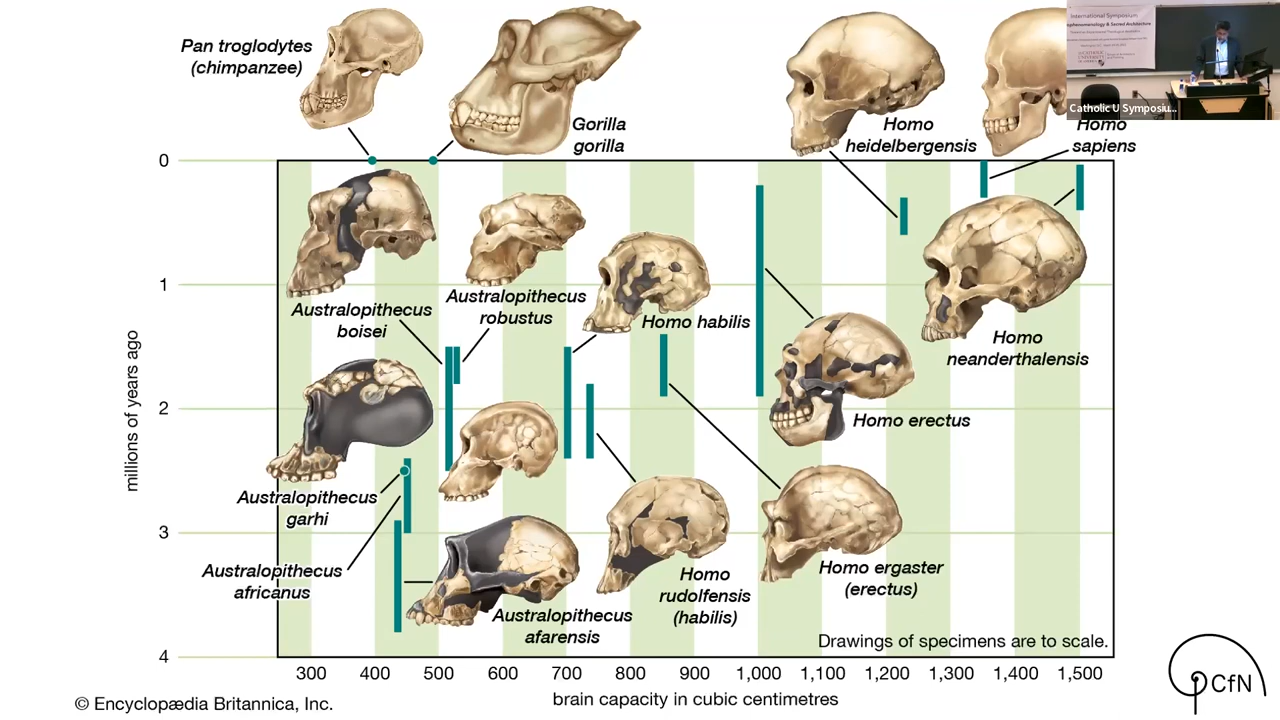 Pan troglodytes
(chimpanzee)
Gorilla
gorilla
Homo
heidelbergensis
Homo
sapiens
International Symposium
Catholic U Symposiu...
0
1
2
3
4
millions of years ago
Australopithecus
boisei
Australopithecus
robustus
Homo habilis
Homo
neanderthalensis
Homo erectus
Australopithecus
garhi
Australopithecus
africanus
Australopithecus
afarensis
Homo
rudolfensis
(habilis)
Homo ergaster
(erectus)
Drawings of specimens are to scale.
300 400 500 600 700 800 900 1,000 1,100 1,200 1,300 1,400 1,500
brain capacity in cubic centimetres
© Encyclopædia Britannica, Inc.
CfN